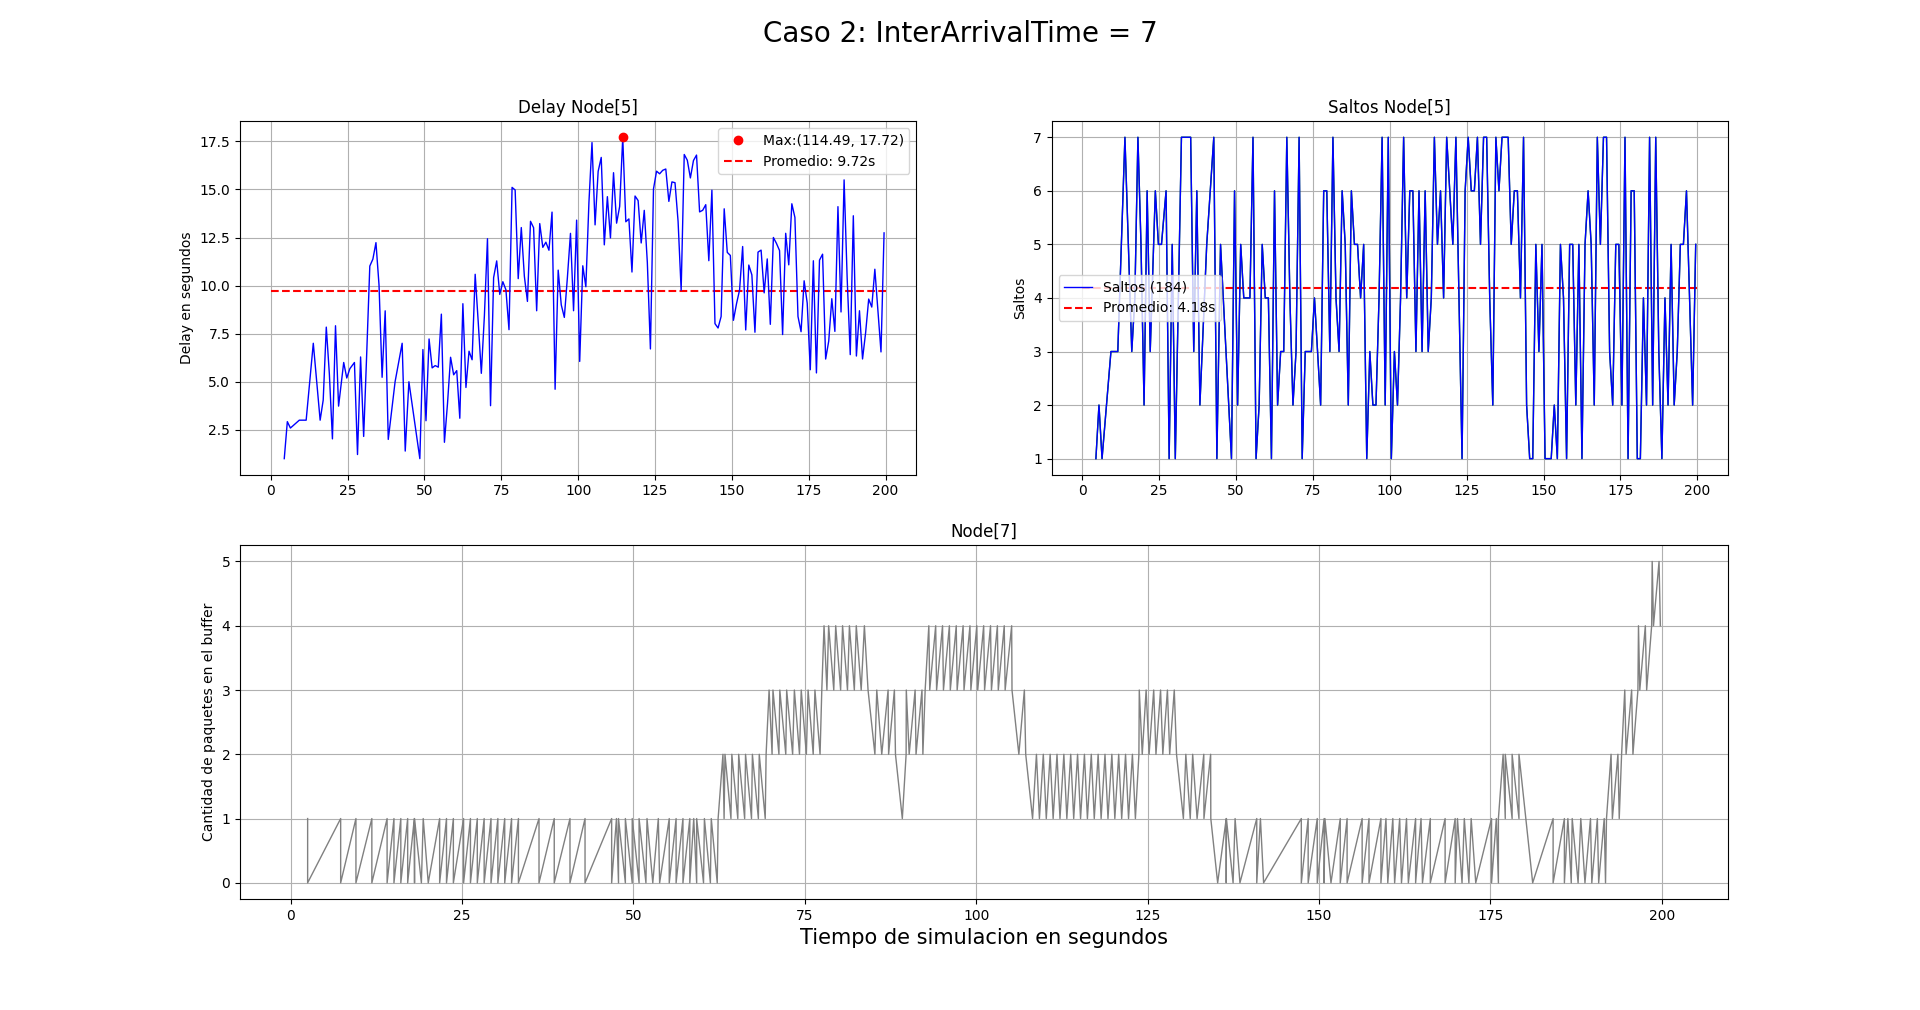 Caso 2: InterArrivalTime = 7
Delay Node[5]
Delay en segundos
17.5
15.0
12.5
10.0
7.5
5.0
2.5
Max:(114.49, 17.72)
Promedio: 9.72s
0 25 50 75 100 125 150 175 200
Saltos Node[5]
Saltos
7
6
5
4
3
2
1
Saltos (184)
Promedio: 4.18s
0 25 50 75 100 125 150 175 200
Node[7]
Cantidad de paquetes en el buffer
5
4
3
2
1
0
0 25 50 75 100 125 150 175 200
Tiempo de simulacion en segundos